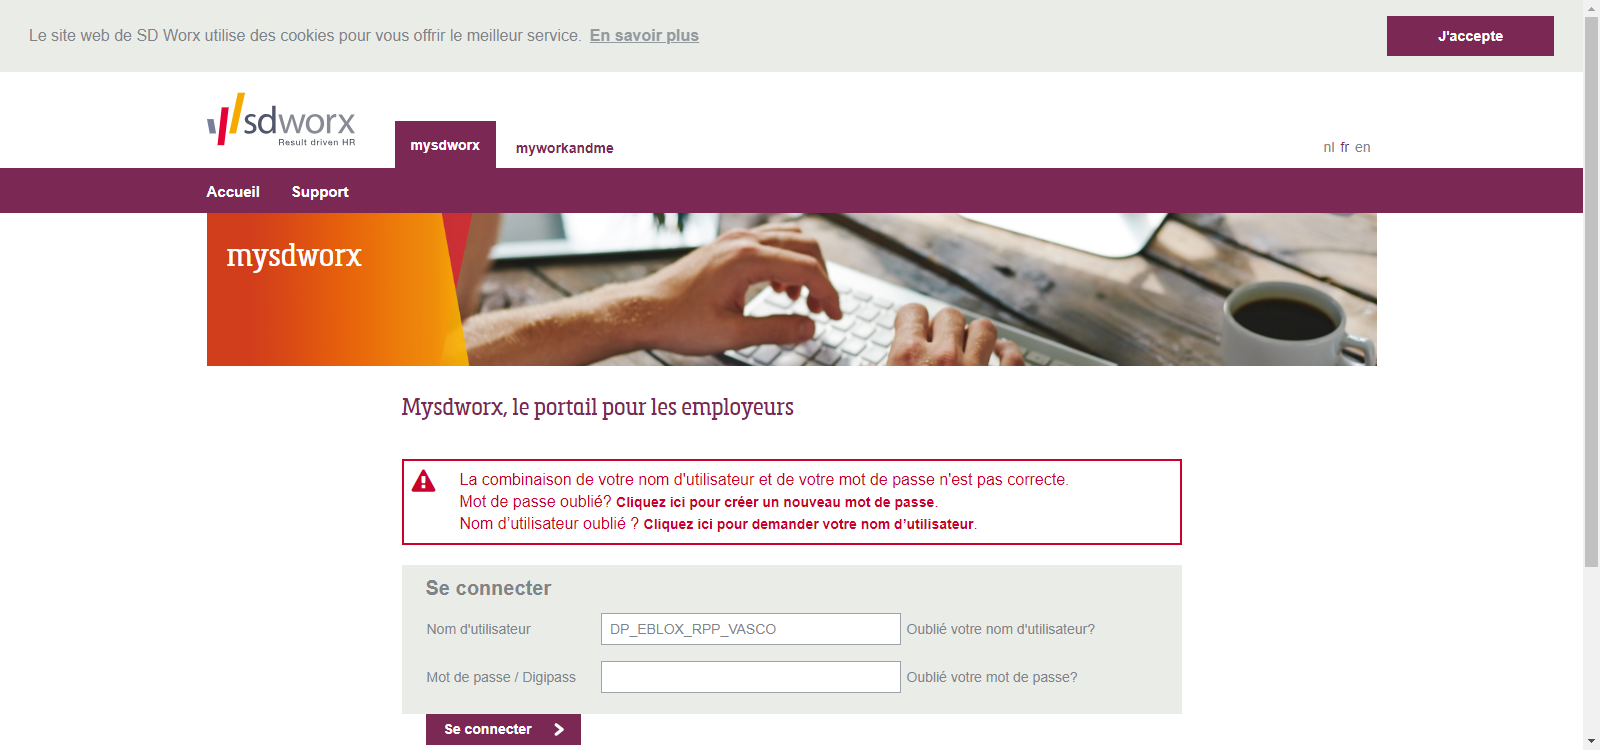 Le site web de SD Worx utilise des cookies pour vous offrir le meilleur service. En savoir plus
J'accepte
sdworx
Result driven HR
mysdworx
myworkandme
nl fr en
Accueil
Support
mysdworx
Mysdworx, le portail pour les employeurs
La combinaison de votre nom d'utilisateur et de votre mot de passe n'est pas correcte.
Mot de passe oublié? Cliquez ici pour créer un nouveau mot de passe.
Nom d’utilisateur oublié ? Cliquez ici pour demander votre nom d’utilisateur.
Se connecter
Nom d'utilisateur
DP_EBLOX_RPP_VASCO
Oublié votre nom d'utilisateur?
Mot de passe / Digipass
Oublié votre mot de passe?
Se connecter